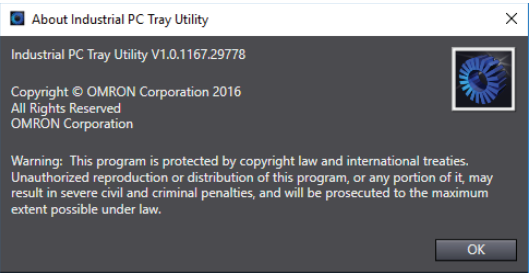 About Industrial PC Tray Utility
Industrial PC Tray Utility V1.0.1167.29778
Copyright © OMRON Corporation 2016
All Rights Reserved
OMRON Corporation
Warning:  This program is protected by copyright law and international treaties.
Unauthorized reproduction or distribution of this program, or any portion of it, may
result in severe civil and criminal penalties, and will be prosecuted to the maximum
extent possible under law.
OK